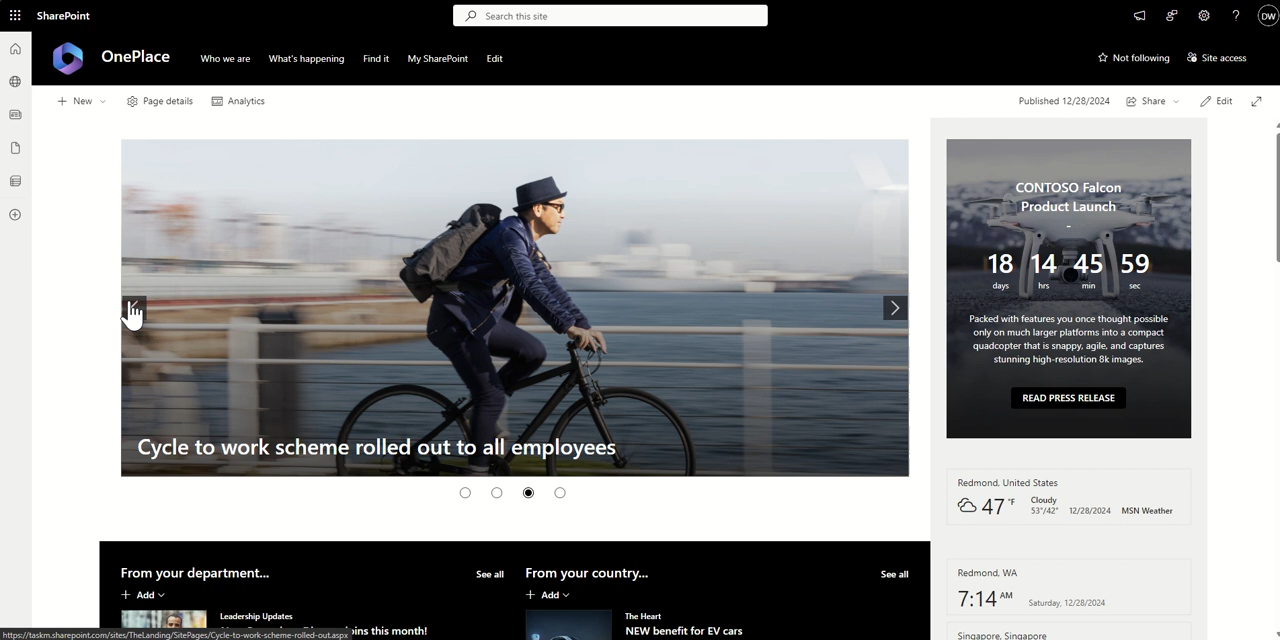 SharePoint
Search this site
DW
OnePlace
Who we are
What's happening
Find it
My SharePoint
Edit
Not following
Site access
New
Page details
Analytics
Published 12/28/2024
Share
Edit
CONTOSO Falcon
Product Launch
-
18 14 45 59
days hrs min sec
Packed with features you once thought possible
only on much larger platforms into a compact
quadcopter that is snappy, agile, and captures
stunning high-resolution 8k images.
READ PRESS RELEASE
Cycle to work scheme rolled out to all employees
Redmond, United States
47 °F
Cloudy
53°/42° 12/28/2024 MSN Weather
Redmond, WA
7:14 AM Saturday, 12/28/2024
Singapore, Singapore
From your department...
See all
Add
Leadership Updates
ins this month!
From your country...
See all
Add
The Heart
NEW benefit for EV cars
https://taskm.sharepoint.com/sites/TheLanding/SitePages/Cycle-to-work-scheme-rolled-out.aspx